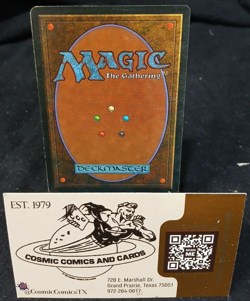 MAGIC
The Gathering®
DECKMASTER
EST. 1979
COSMIC COMICS AND CARDS
@CosmicComicsTX
728 E. Marshall Dr.
Grand Prairie, Texas 75051
972-264-0017